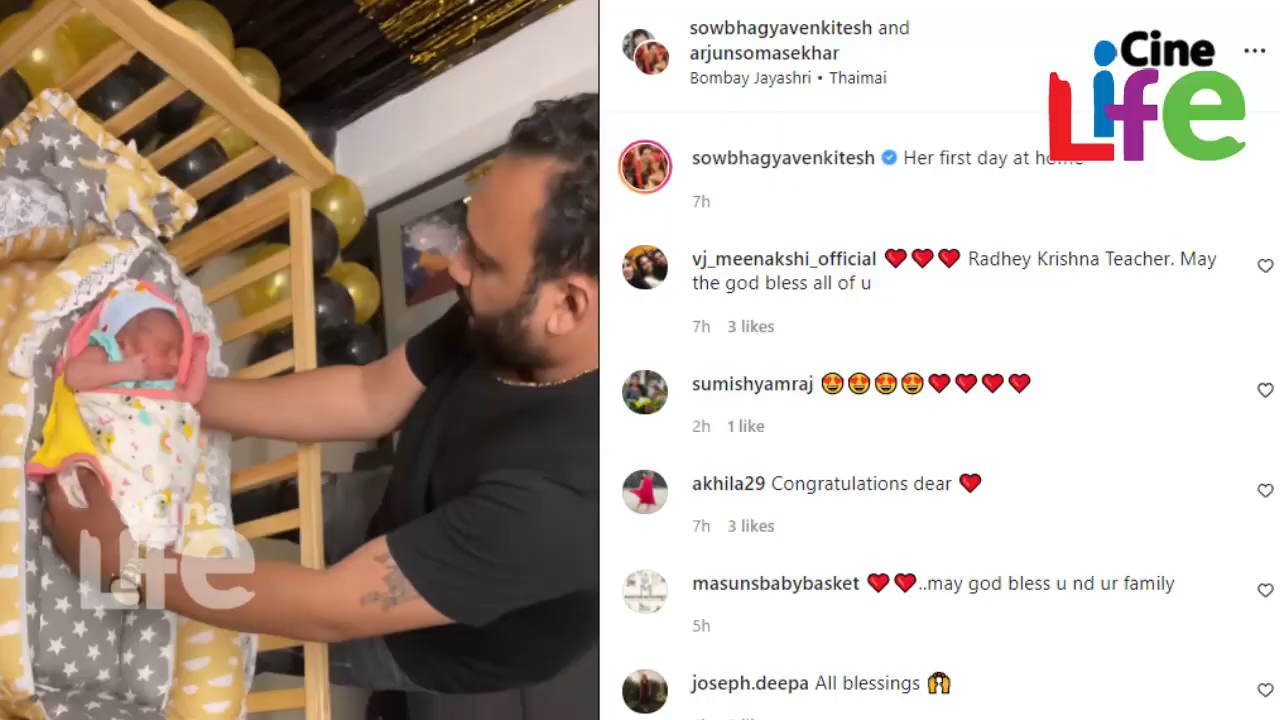 sowbhagyavenkitesh and
arjunsomasekhar
Bombay Jayashri • Thaimai
Cine
Life
sowbhagyavenkitesh Her first day at home
7h
vj_meenakshi_official ❤️❤️❤️ Radhey Krishna Teacher. May
the god bless all of u
7h 3 likes
sumishyamraj 😍😍😍😍❤️❤️❤️❤️
2h 1 like
akhila29 Congratulations dear ❤️
7h 3 likes
masunsbabybasket ❤️❤️..may god bless u nd ur family
5h
joseph.deepa All blessings 🙌
Cine
Life